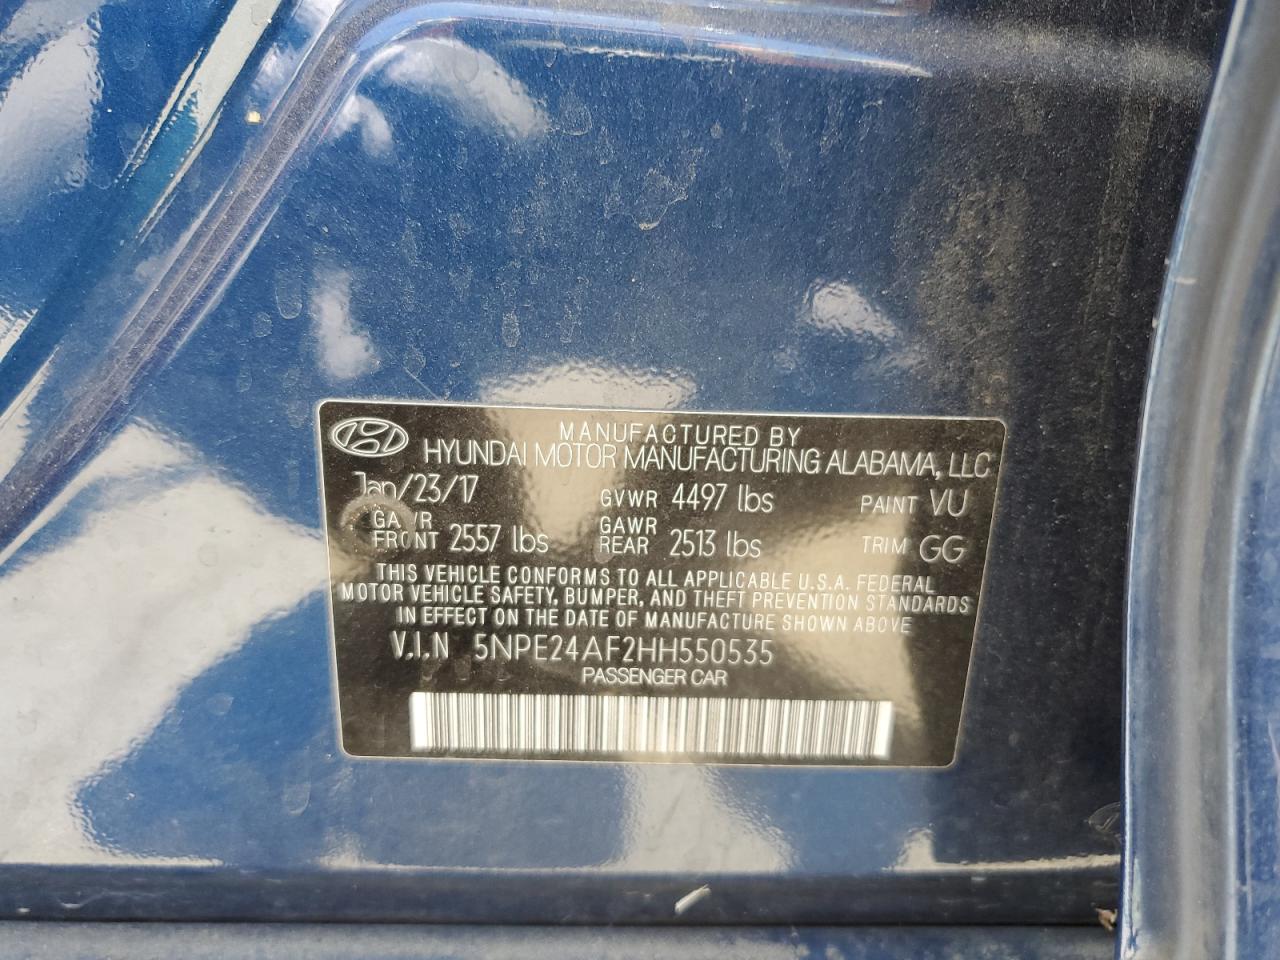 MANUFACTURED BY
HYUNDAI MOTOR MANUFACTURING ALABAMA, LLC
Jan/23/17 GVWR 4497 lbs PAINT VU
GAWR FRONT 2557 lbs GAWR REAR 2513 lbs TRIM GG
THIS VEHICLE CONFORMS TO ALL APPLICABLE U.S.A. FEDERAL
MOTOR VEHICLE SAFETY, BUMPER, AND THEFT PREVENTION STANDARDS
IN EFFECT ON THE DATE OF MANUFACTURE SHOWN ABOVE
V.I.N 5NPE24AF2HH550535
PASSENGER CAR